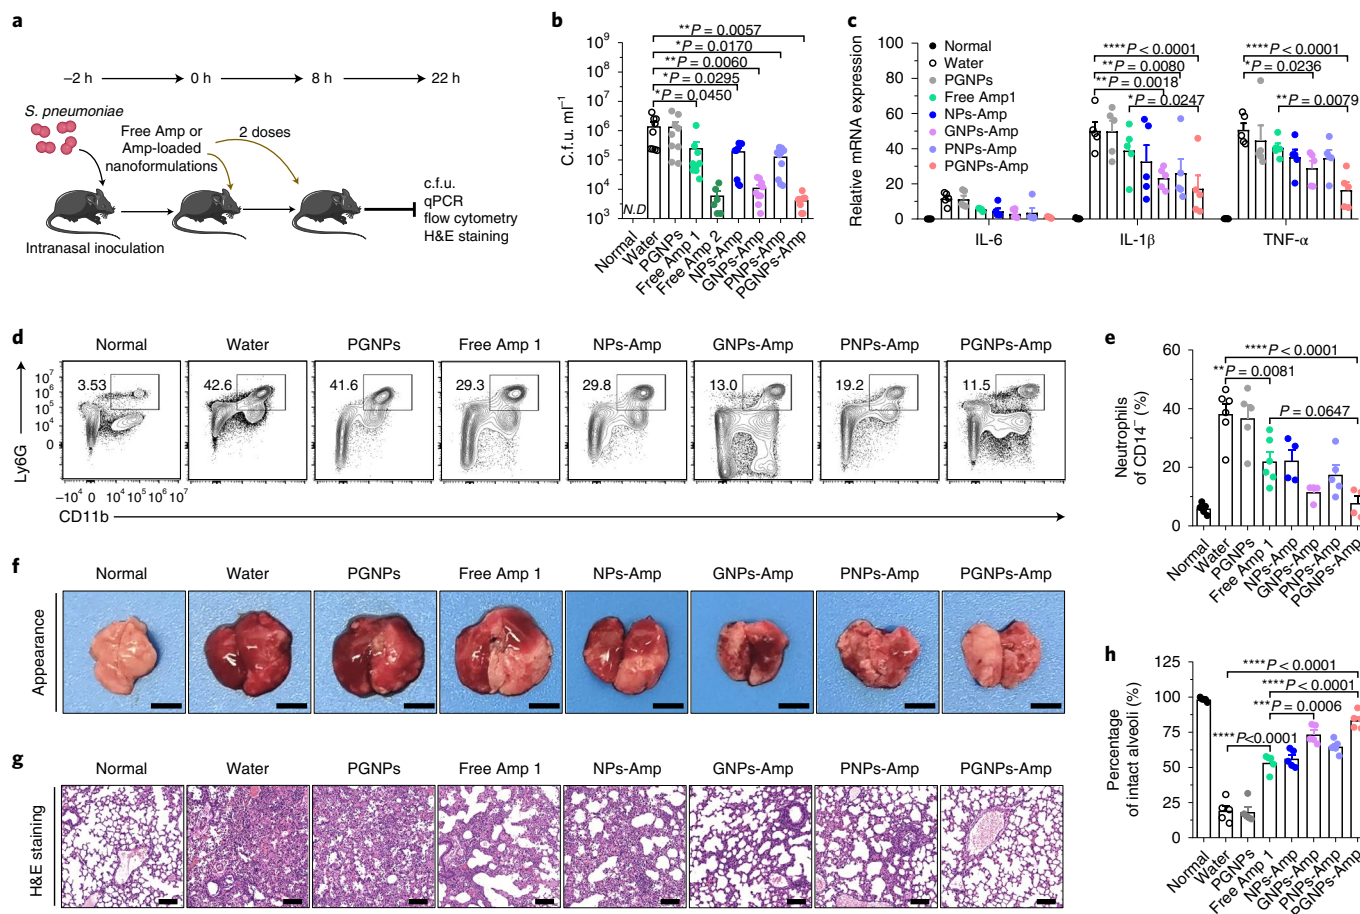 a
−2 h
0 h
8 h
22 h
S. pneumoniae
Free Amp or
Amp-loaded
nanoformulations
2 doses
Intranasal inoculation
c.f.u.
qPCR
flow cytometry
H&E staining
b
**P = 0.0057
*P = 0.0170
**P = 0.0060
*P = 0.0295
*P = 0.0450
10⁹
10⁸
10⁷
10⁶
10⁵
10⁴
10³
C.f.u. ml⁻¹
N.D
Normal
Water
PGNPs
Free Amp 1
Free Amp 2
NPs-Amp
GNPs-Amp
PNPs-Amp
PGNPs-Amp
c
Relative mRNA expression
100
80
60
40
20
0
Normal
Water
PGNPs
Free Amp1
NPs-Amp
GNPs-Amp
PNPs-Amp
PGNPs-Amp
****P < 0.0001
**P = 0.0080
**P = 0.0018
*P = 0.0247
****P < 0.0001
*P = 0.0236
**P = 0.0079
IL-6
IL-1β
TNF-α
d
Normal
Water
PGNPs
Free Amp 1
NPs-Amp
GNPs-Amp
PNPs-Amp
PGNPs-Amp
3.53
42.6
41.6
29.3
29.8
13.0
19.2
11.5
10⁷
10⁶
10⁵
10⁴
0
Ly6G
−10⁴ 0 10⁴ 10⁵ 10⁶ 10⁷
CD11b
e
60
40
20
0
Neutrophils
of CD14⁻ (%)
****P < 0.0001
**P = 0.0081
P = 0.0647
Normal
Water
PGNPs
Free Amp 1
NPs-Amp
GNPs-Amp
PNPs-Amp
PGNPs-Amp
f
Appearance
Normal
Water
PGNPs
Free Amp 1
NPs-Amp
GNPs-Amp
PNPs-Amp
PGNPs-Amp
g
H&E staining
Normal
Water
PGNPs
Free Amp 1
NPs-Amp
GNPs-Amp
PNPs-Amp
PGNPs-Amp
h
125
100
75
50
25
0
Percentage
of intact alveoli (%)
****P < 0.0001
****P < 0.0001
***P = 0.0006
****P<0.0001
Normal
Water
PGNPs
Free Amp 1
NPs-Amp
GNPs-Amp
PNPs-Amp
PGNPs-Amp